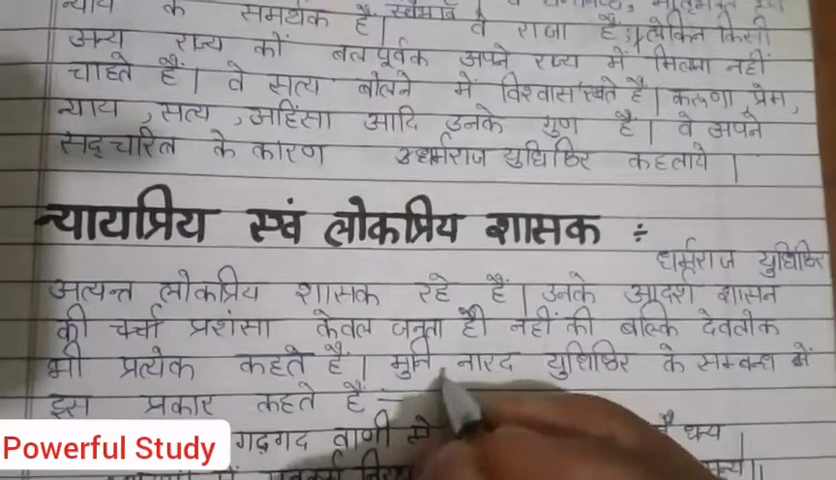 न्याय के समर्थक है। स्वभाव वे
राजा है, लेकिन किसी
अन्य राज्य को बलपूर्वक अपने राज्य में मिलाना नहीं
चाहते हैं। वे सत्य बोलने में विश्वास रखते है। करूणा, प्रेम,
न्याय, सत्य, अहिंसा आदि उनके गुण है। वे अपने
सद्चरित्र के कारण धर्मराज युधिष्ठिर कहलाये।
न्यायप्रिय एवं लोकप्रिय शासक ÷
धर्मराज युधिष्ठिर
अत्यन्त लोकप्रिय शासक रहे हैं। उनके आदर्श शासन
की चर्चा प्रशंसा केवल जनता ही नहीं की बल्कि देवलोक
भी प्रत्येक कहते हैं। मुनि नारद युधिष्ठिर के सम्बन्ध में
इस प्रकार कहते हैं ÷
गद्गद वाणी से धन्य।
Powerful Study